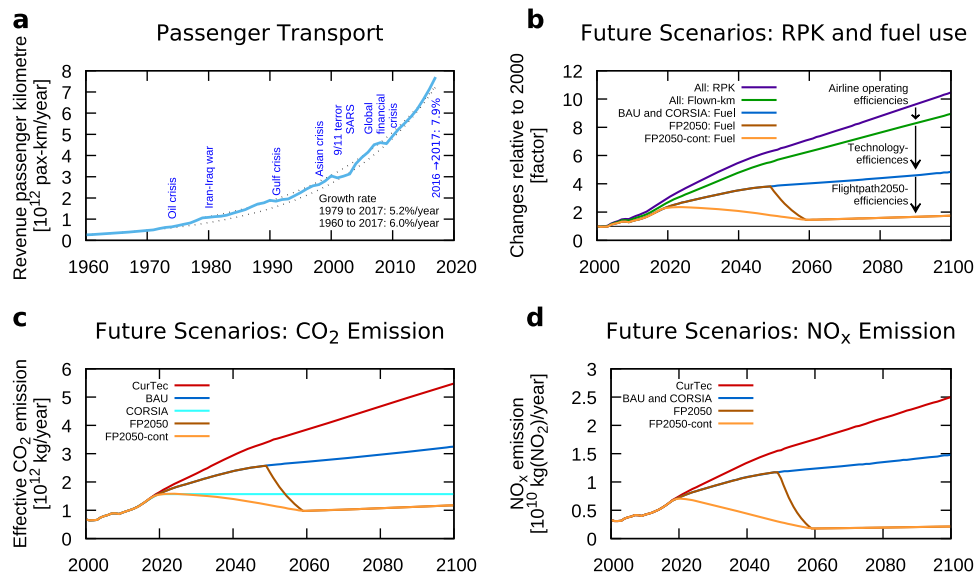 a
Passenger Transport
Revenue passenger kilometre
[10¹² pax-km/year]
8
7
6
5
4
3
2
1
0
1960 1970 1980 1990 2000 2010 2020
Oil crisis
Iran-Iraq war
Gulf crisis
Asian crisis
9/11 terror
SARS
Global
financial
crisis
2016→2017: 7.9%
Growth rate
1979 to 2017: 5.2%/year
1960 to 2017: 6.0%/year
b
Future Scenarios: RPK and fuel use
Changes relative to 2000
[factor]
12
10
8
6
4
2
0
2000 2020 2040 2060 2080 2100
All: RPK
All: Flown-km
BAU and CORSIA: Fuel
FP2050: Fuel
FP2050-cont: Fuel
Airline operating
efficiencies
Technology-
efficiencies
Flightpath2050-
efficiencies
c
Future Scenarios: CO₂ Emission
Effective CO₂ emission
[10¹² kg/year]
6
5
4
3
2
1
0
2000 2020 2040 2060 2080 2100
CurTec
BAU
CORSIA
FP2050
FP2050-cont
d
Future Scenarios: NOₓ Emission
NOₓ emission
[10¹⁰ kg(NO₂)/year]
3
2.5
2
1.5
1
0.5
0
2000 2020 2040 2060 2080 2100
CurTec
BAU and CORSIA
FP2050
FP2050-cont